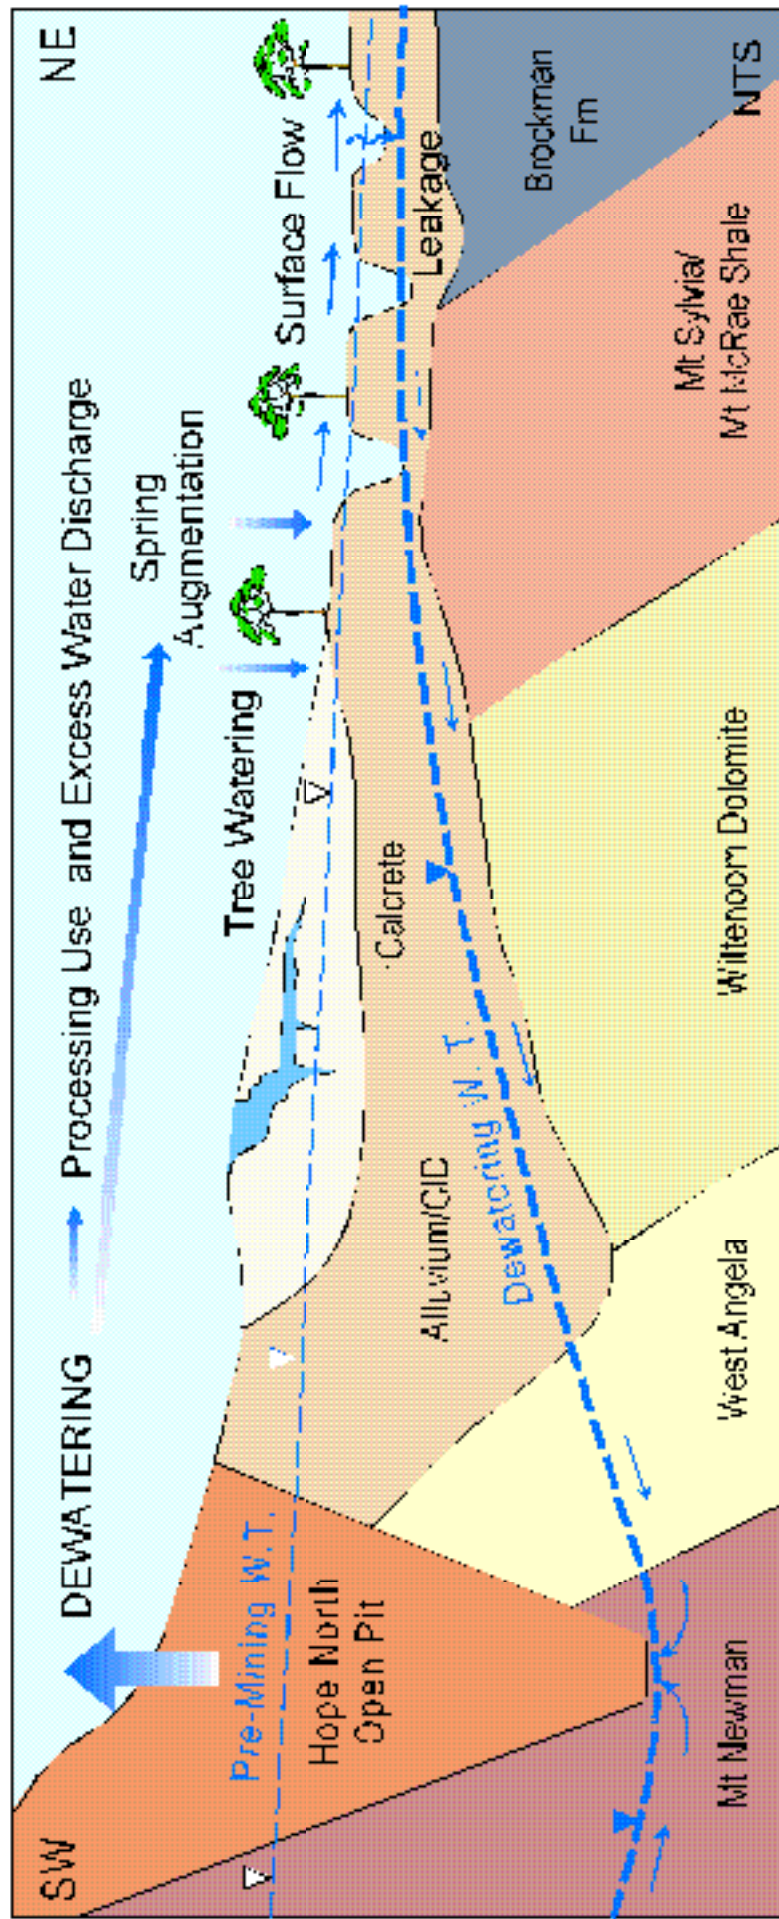 SW
NE
DEWATERING
Processing Use and Excess Water Discharge
Spring
Augmentation
Tree Watering
Surface Flow
Pre-Mining W.T.
Hope North
Open Pit
Alluvium/CID
Calcrete
Leakage
Dewatering W.T.
Mt Newman
West Angela
Wittenoom Dolomite
Mt Sylvia/
Mt McRae Shale
Brockman
Fm
NTS